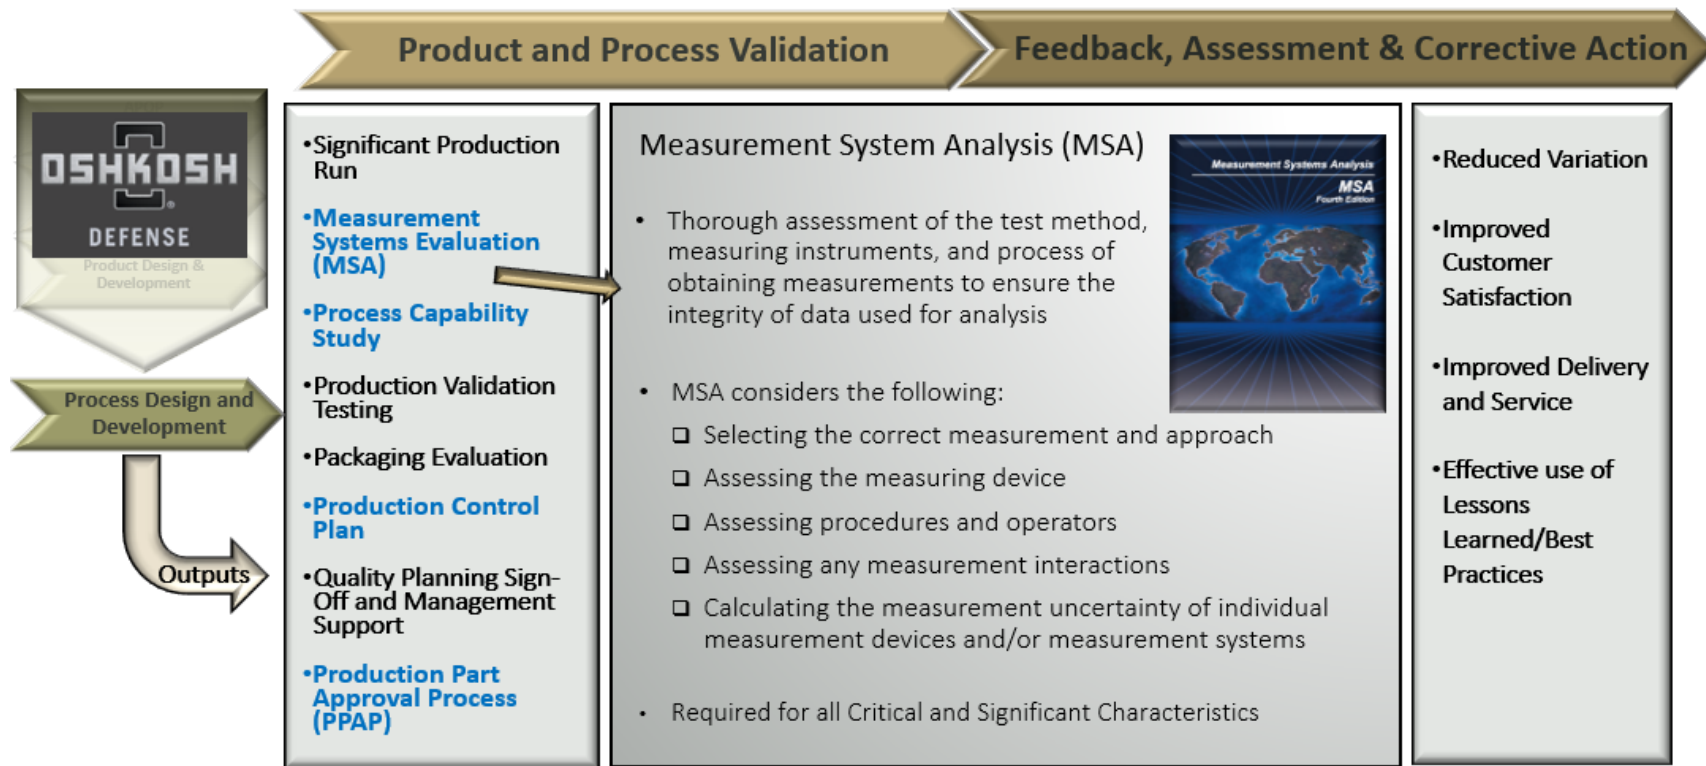 Product and Process Validation
Feedback, Assessment & Corrective Action
OSHKOSH
®
DEFENSE
Product Design &
Development
Process Design and
Development
Outputs
•Significant Production
Run
•Measurement
Systems Evaluation
(MSA)
•Process Capability
Study
•Production Validation
Testing
•Packaging Evaluation
•Production Control
Plan
•Quality Planning Sign-
Off and Management
Support
•Production Part
Approval Process
(PPAP)
Measurement System Analysis (MSA)
• Thorough assessment of the test method,
measuring instruments, and process of
obtaining measurements to ensure the
integrity of data used for analysis
• MSA considers the following:
❑ Selecting the correct measurement and approach
❑ Assessing the measuring device
❑ Assessing procedures and operators
❑ Assessing any measurement interactions
❑ Calculating the measurement uncertainty of individual
measurement devices and/or measurement systems
• Required for all Critical and Significant Characteristics
Measurement Systems Analysis
MSA
Fourth Edition
•Reduced Variation
•Improved
Customer
Satisfaction
•Improved Delivery
and Service
•Effective use of
Lessons
Learned/Best
Practices